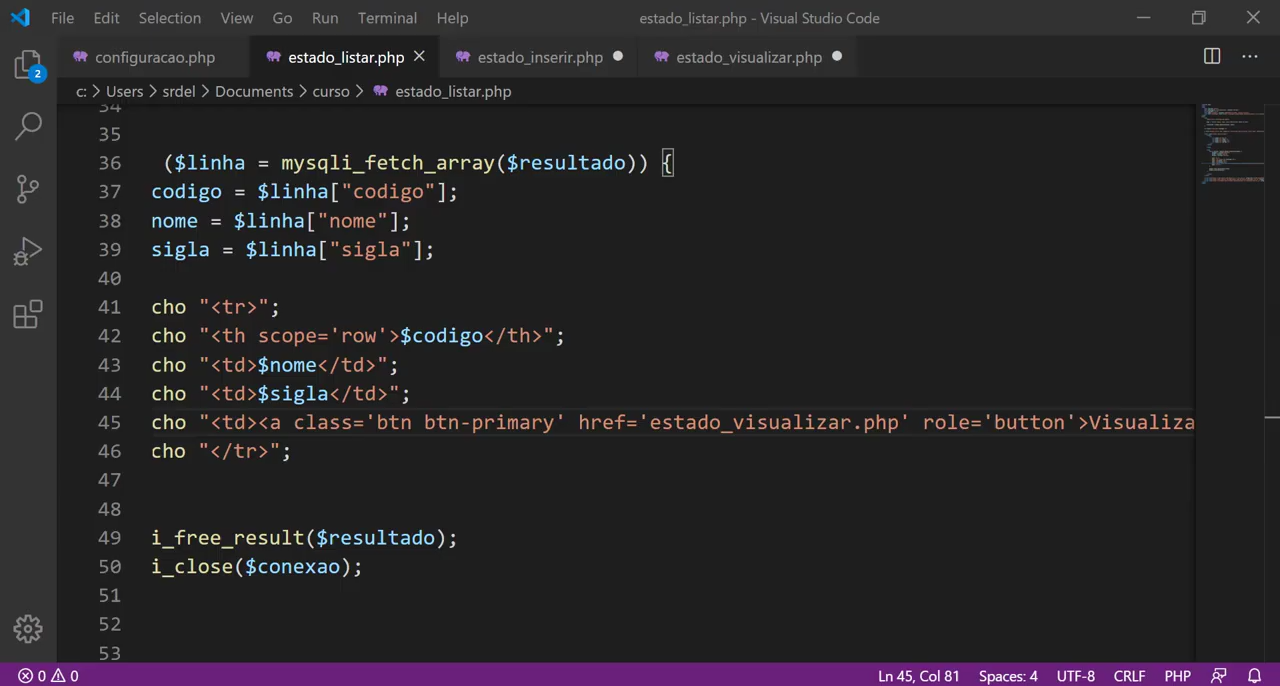 File Edit Selection View Go Run Terminal Help estado_listar.php - Visual Studio Code
2
configuracao.php estado_listar.php estado_inserir.php estado_visualizar.php
c: > Users > srdel > Documents > curso > estado_listar.php
34
35
36 ($linha = mysqli_fetch_array($resultado)) {
37 codigo = $linha["codigo"];
38 nome = $linha["nome"];
39 sigla = $linha["sigla"];
40
41 cho "<tr>";
42 cho "<th scope='row'>$codigo</th>";
43 cho "<td>$nome</td>";
44 cho "<td>$sigla</td>";
45 cho "<td><a class='btn btn-primary' href='estado_visualizar.php' role='button'>Visualiza
46 cho "</tr>";
47
48
49 i_free_result($resultado);
50 i_close($conexao);
51
52
53
0 0 Ln 45, Col 81 Spaces: 4 UTF-8 CRLF PHP